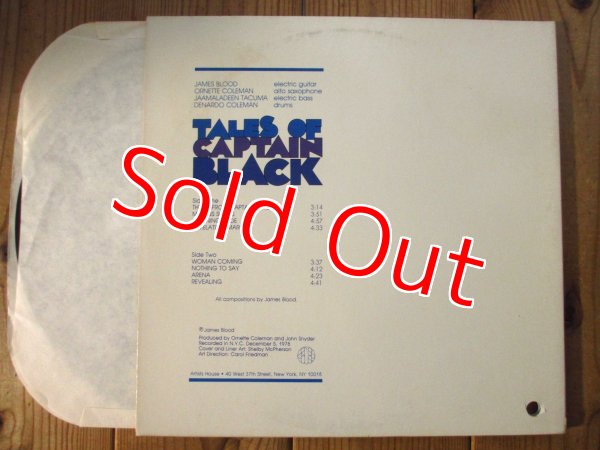 JAMES BLOOD electric guitar
ORNETTE COLEMAN alto saxophone
JAAMALADEEN TACUMA electric bass
DENARDO COLEMAN drums
TALES OF
CAPTAIN
BLACK
Sold Out
Side One
3:14
3:51
4:57
4:33
Side Two
WOMAN COMING 3:37
NOTHING TO SAY 4:12
ARENA 4:23
REVEALING 4:41
All compositions by James Blood.
℗ James Blood
Produced by Ornette Coleman and John Snyder
Recorded in N.Y.C. December 5, 1978
Cover and Liner Art: Shelby McPherson
Art Direction: Carol Friedman
Artists House • 40 West 37th Street, New York, NY 10018